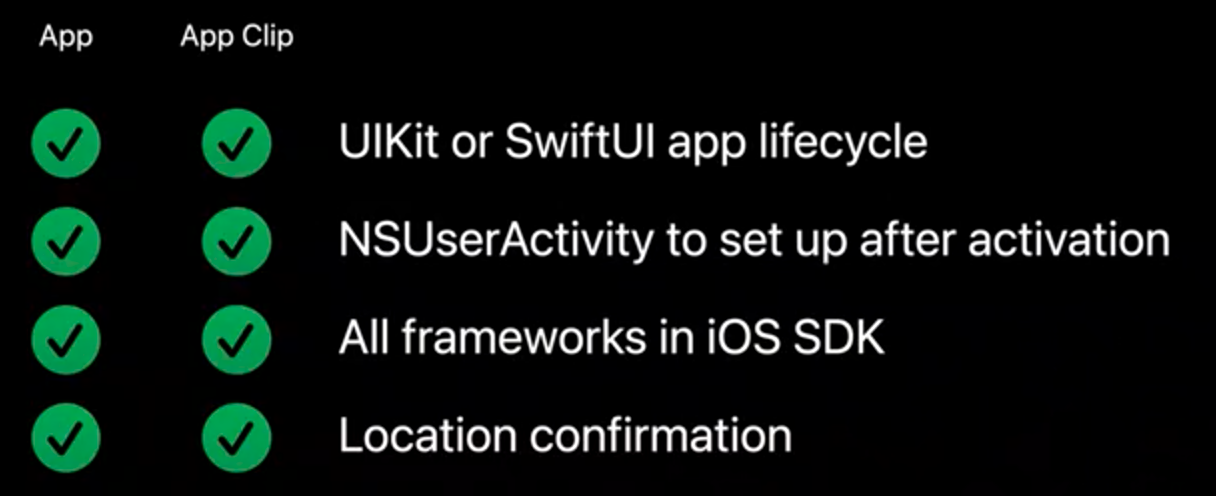 App App Clip
UIKit or SwiftUI app lifecycle
NSUserActivity to set up after activation
All frameworks in iOS SDK
Location confirmation